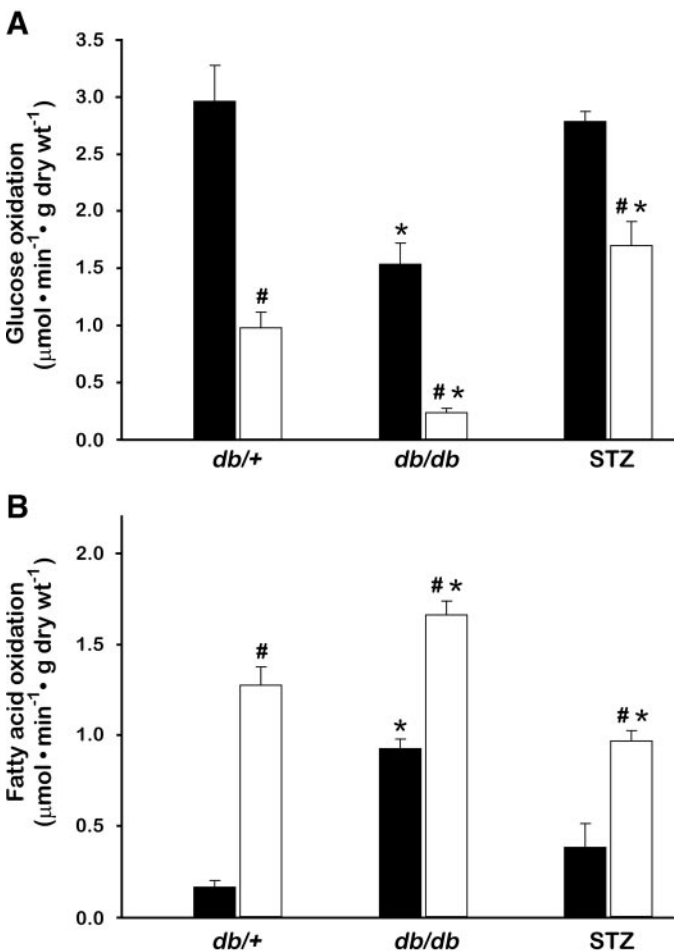 A
Glucose oxidation
(μmol • min⁻¹ • g dry wt⁻¹)
3.5
3.0
2.5
2.0
1.5
1.0
0.5
0.0
#
*
# *
# *
db/+
db/db
STZ
B
Fatty acid oxidation
(μmol • min⁻¹ • g dry wt⁻¹)
2.0
1.5
1.0
0.5
0.0
#
*
# *
# *
db/+
db/db
STZ